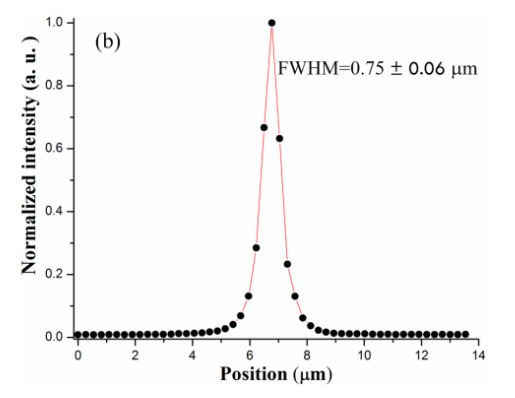 (b)
FWHM=0.75 ± 0.06 μm
Normalized intensity (a. u. )
1.0
0.8
0.6
0.4
0.2
0.0
0 2 4 6 8 10 12 14
Position (μm)